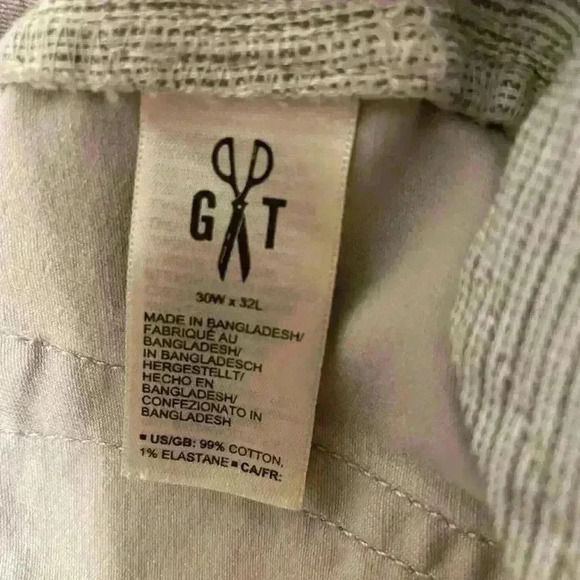 G T
30W x 32L
MADE IN BANGLADESH/
FABRIQUÉ AU
BANGLADESH/
IN BANGLADESCH
HERGESTELLT/
HECHO EN
BANGLADESH/
CONFEZIONATO IN
BANGLADESH
▪ US/GB: 99% COTTON,
1% ELASTANE ▪ CA/FR: